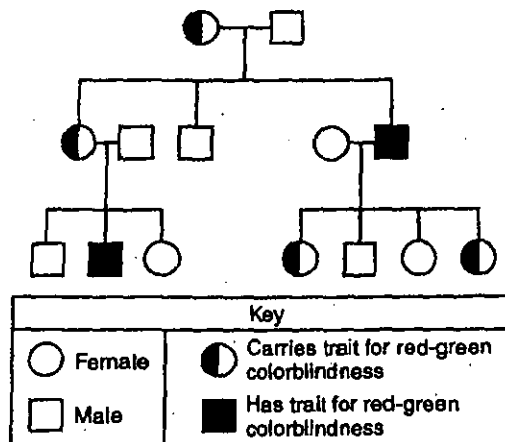 Key
Female
Carries trait for red-green
colorblindness
Male
Has trait for red-green
colorblindness